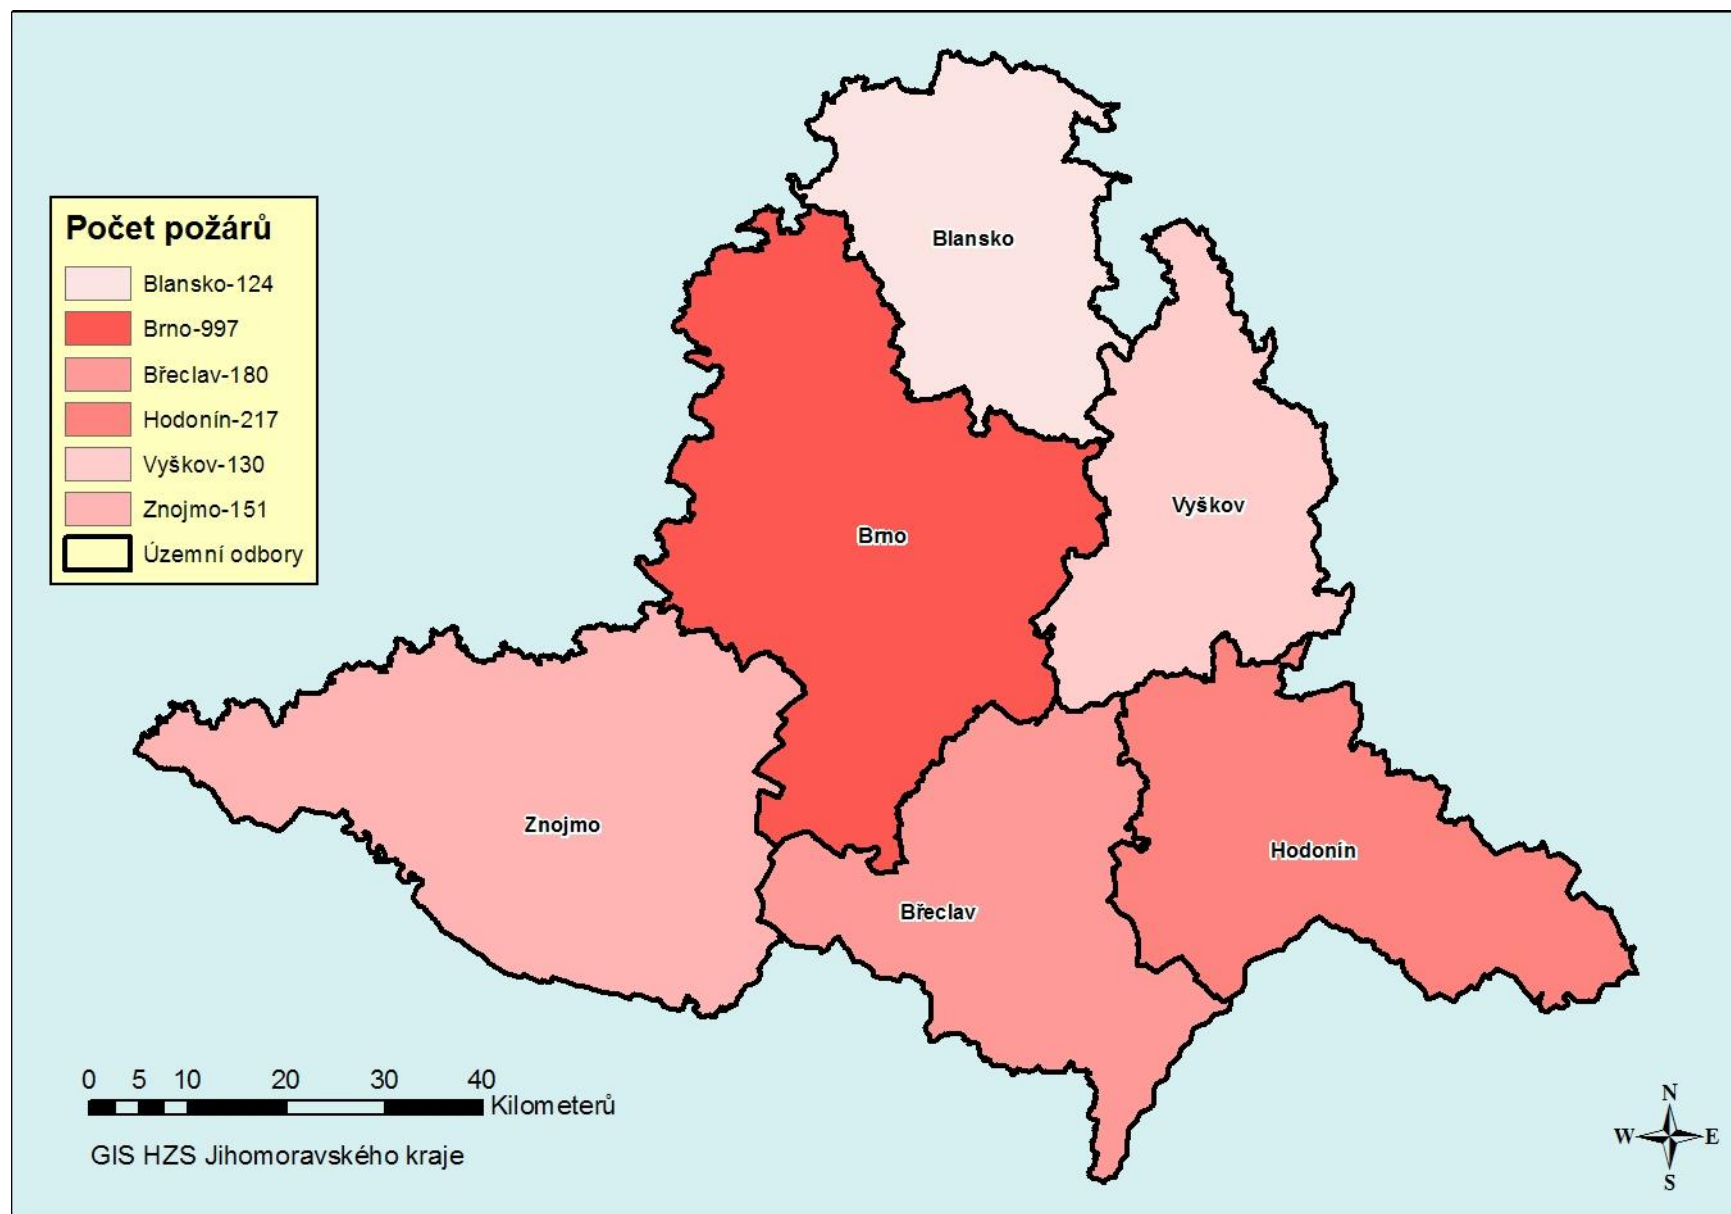 Počet požárů
Blansko-124
Brno-997
Břeclav-180
Hodonín-217
Vyškov-130
Znojmo-151
Územní odbory
Blansko
Vyškov
Brno
Znojmo
Hodonín
Břeclav
0 5 10 20 30 40
Kilometerů
GIS HZS Jihomoravského kraje
N
W E
S